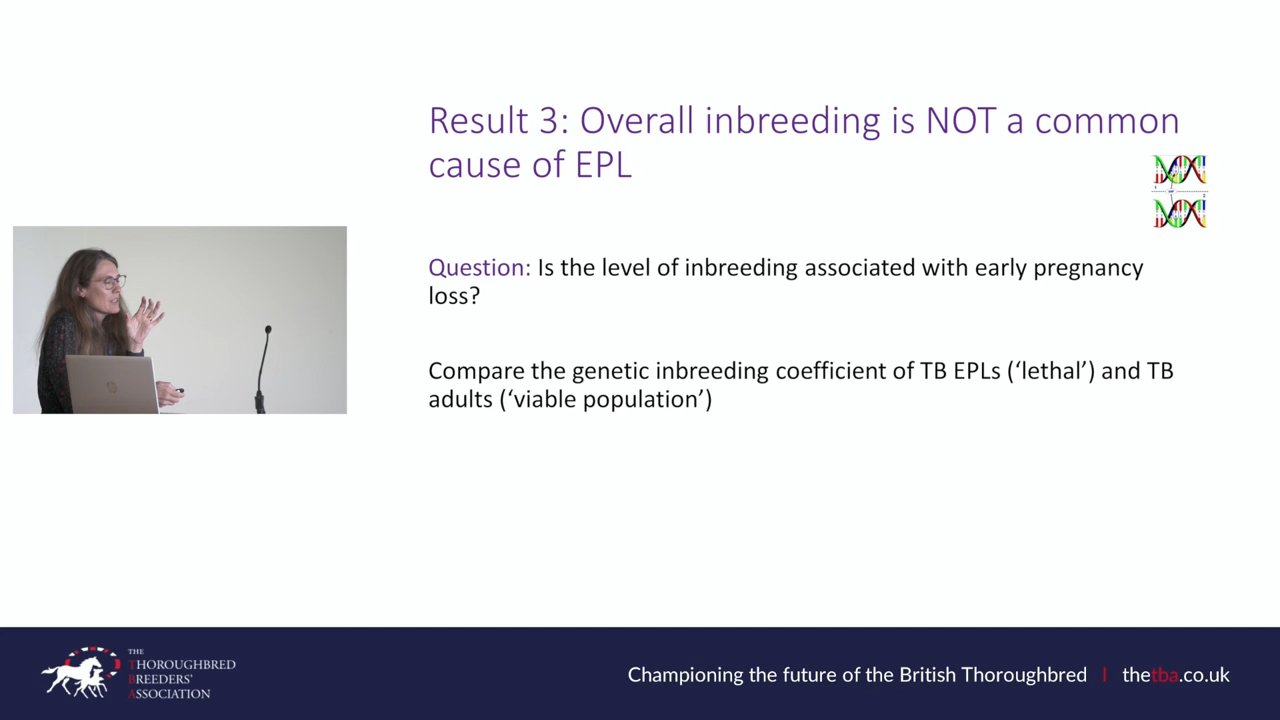 Result 3: Overall inbreeding is NOT a common
cause of EPL
Question: Is the level of inbreeding associated with early pregnancy
loss?
Compare the genetic inbreeding coefficient of TB EPLs (‘lethal’) and TB
adults (‘viable population’)
THE
THOROUGHBRED
BREEDERS’
ASSOCIATION
Championing the future of the British Thoroughbred | thetba.co.uk